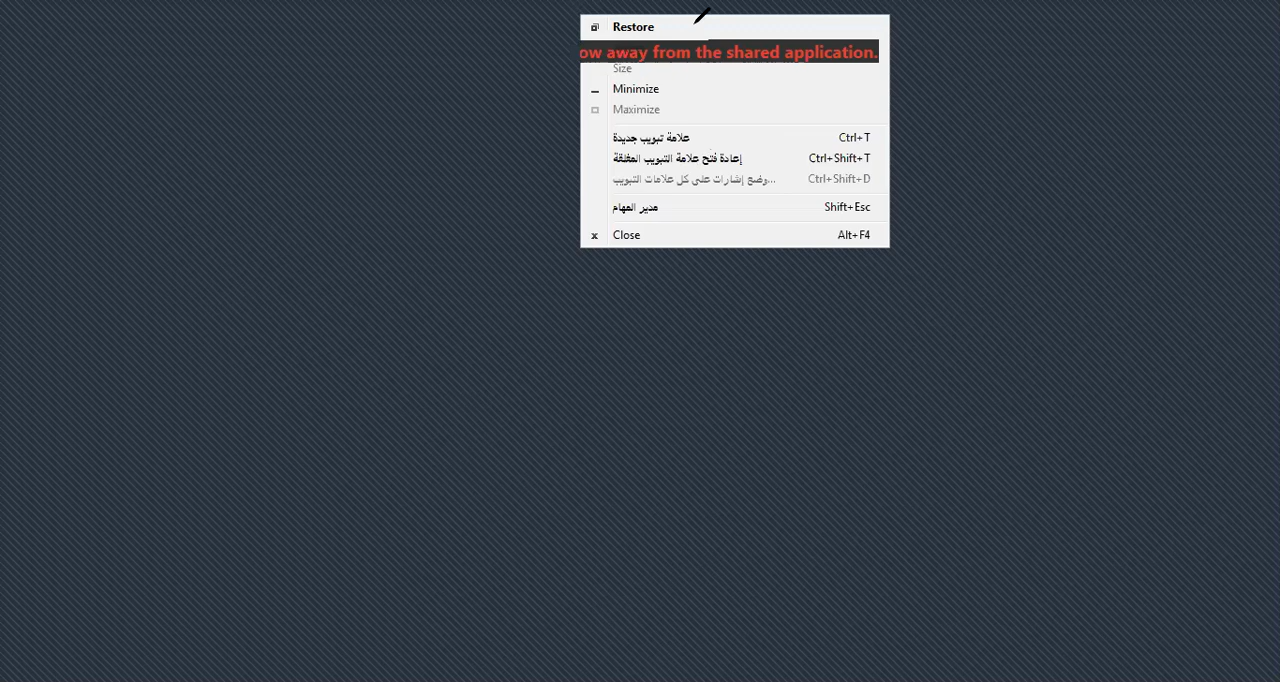 Restore
ow away from the shared application.
Size
Minimize
Maximize
علامة تبويب جديدة Ctrl+T
إعادة فتح علامة التبويب المغلقة Ctrl+Shift+T
وضع إشارات على كل علامات التبويب... Ctrl+Shift+D
مدير المهام Shift+Esc
x Close Alt+F4